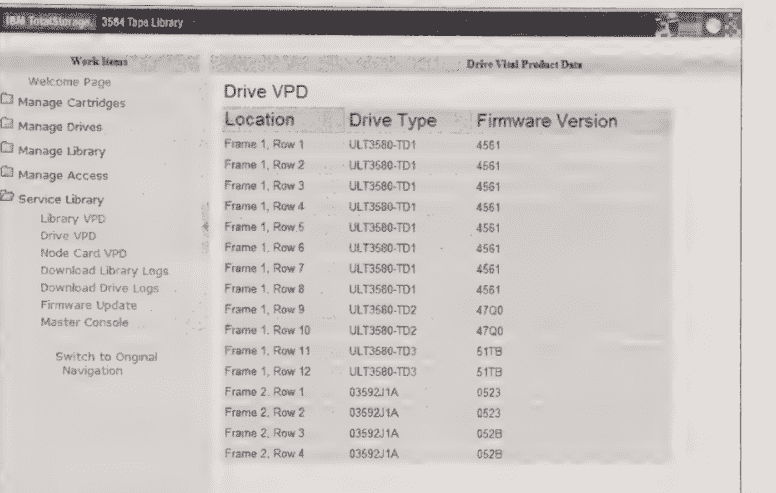 IBM TotalStorage 3584 Tape Library
Work Items
Welcome Page
Manage Cartridges
Manage Drives
Manage Library
Manage Access
Service Library
Library VPD
Drive VPD
Node Card VPD
Download Library Logs
Download Drive Logs
Firmware Update
Master Console
Switch to Original
Navigation
Drive Vital Product Data
Drive VPD
Location Drive Type Firmware Version
Frame 1, Row 1 ULT3580-TD1 4561
Frame 1, Row 2 ULT3580-TD1 4561
Frame 1, Row 3 ULT3580-TD1 4561
Frame 1, Row 4 ULT3580-TD1 4561
Frame 1, Row 5 ULT3580-TD1 4561
Frame 1, Row 6 ULT3580-TD1 4561
Frame 1, Row 7 ULT3580-TD1 4561
Frame 1, Row 8 ULT3580-TD1 4561
Frame 1, Row 9 ULT3580-TD2 47Q0
Frame 1, Row 10 ULT3580-TD2 47Q0
Frame 1, Row 11 ULT3580-TD3 51TB
Frame 1, Row 12 ULT3580-TD3 51TB
Frame 2, Row 1 03592J1A 0523
Frame 2, Row 2 03592J1A 0523
Frame 2, Row 3 03592J1A 052B
Frame 2, Row 4 03592J1A 052B